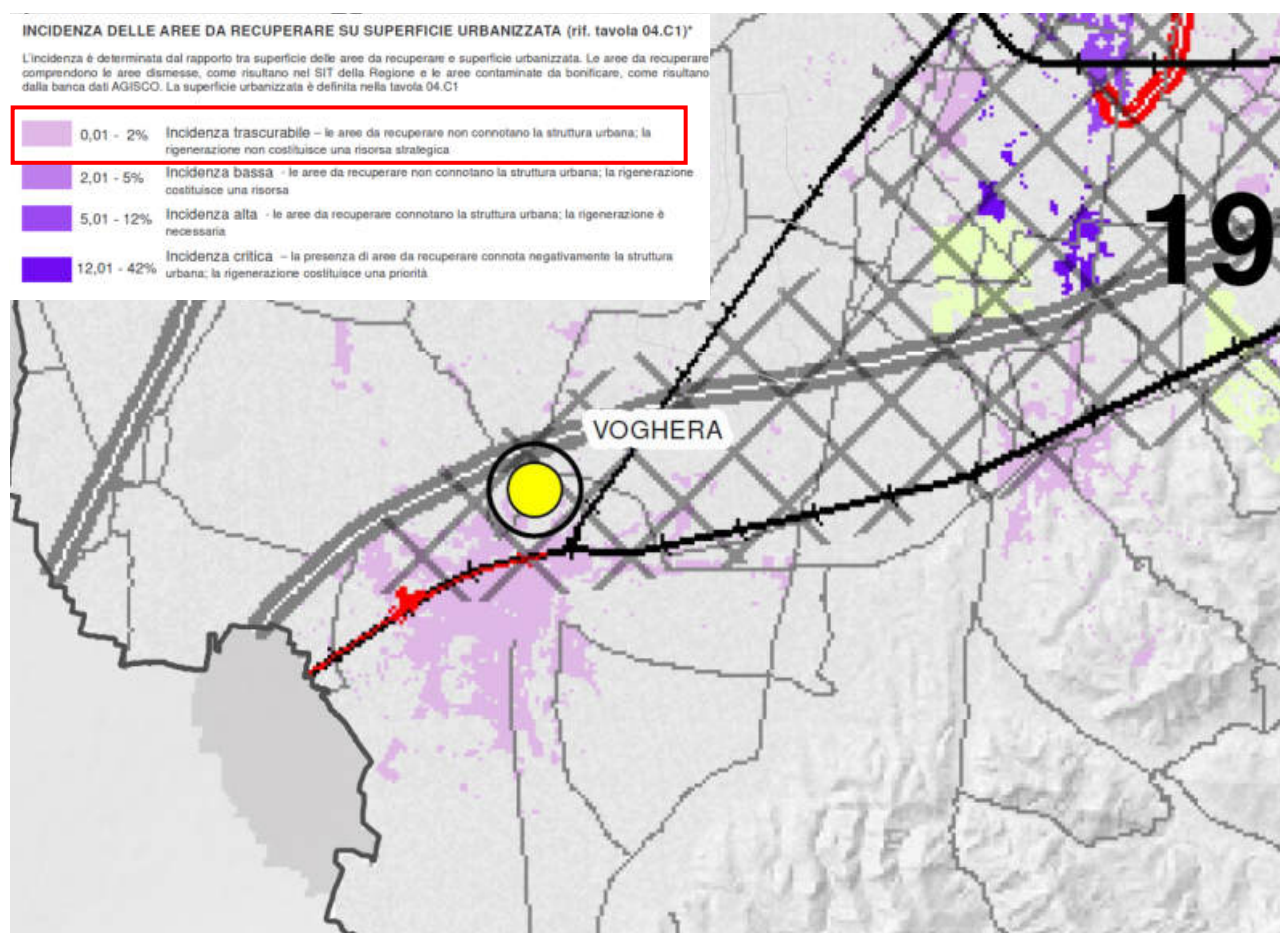 INCIDENZA DELLE AREE DA RECUPERARE SU SUPERFICIE URBANIZZATA (rif. tavola 04.C1)*
L'incidenza è determinata dal rapporto tra superficie delle aree da recuperare e superficie urbanizzata. Le aree da recuperare
comprendono le aree dismesse, come risultano nel SIT della Regione e le aree contaminate da bonificare, come risultano
dalla banca dati AGISCO. La superficie urbanizzata è definita nella tavola 04.C1
0,01 - 2% Incidenza trascurabile – le aree da recuperare non connotano la struttura urbana; la
rigenerazione non costituisce una risorsa strategica
2,01 - 5% Incidenza bassa - le aree da recuperare non connotano la struttura urbana; la rigenerazione
costituisce una risorsa
5,01 - 12% Incidenza alta - le aree da recuperare connotano la struttura urbana; la rigenerazione è
necessaria
12,01 - 42% Incidenza critica – la presenza di aree da recuperare connota negativamente la struttura
urbana; la rigenerazione costituisce una priorità
19
VOGHERA